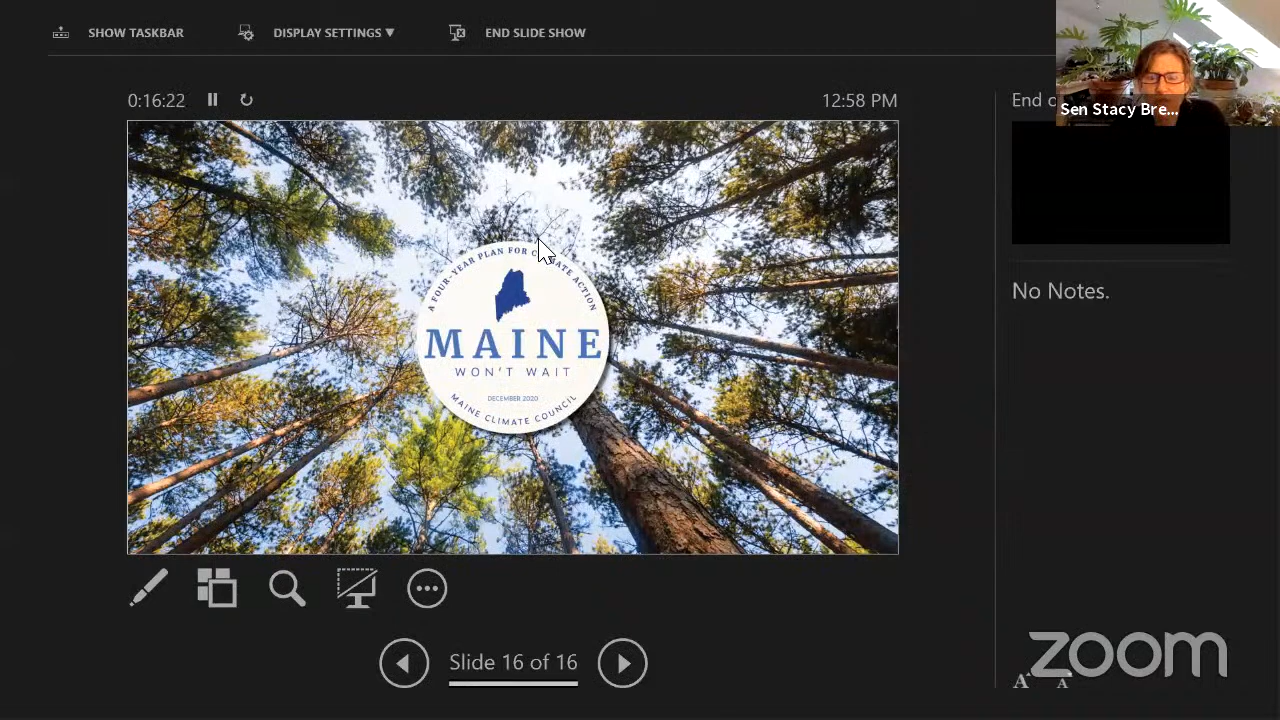 SHOW TASKBAR
DISPLAY SETTINGS ▼
END SLIDE SHOW
Sen Stacy Bre...
0:16:22
12:58 PM
End
A FOUR-YEAR PLAN FOR CLIMATE ACTION
MAINE
WON'T WAIT
DECEMBER 2020
MAINE CLIMATE COUNCIL
No Notes.
Slide 16 of 16
zoom
A A